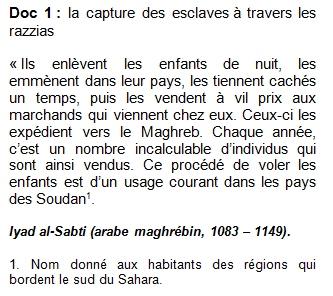 Doc 1 : la capture des esclaves à travers les
razzias
« Ils enlèvent les enfants de nuit, les
emmènent dans leur pays, les tiennent cachés
un temps, puis les vendent à vil prix aux
marchands qui viennent chez eux. Ceux-ci les
expédient vers le Maghreb. Chaque année,
c'est un nombre incalculable d'individus qui
sont ainsi vendus. Ce procédé de voler les
enfants est d'un usage courant dans les pays
des Soudan¹.
Iyad al-Sabti (arabe maghrébin, 1083 – 1149).
1. Nom donné aux habitants des régions qui
bordent le sud du Sahara.